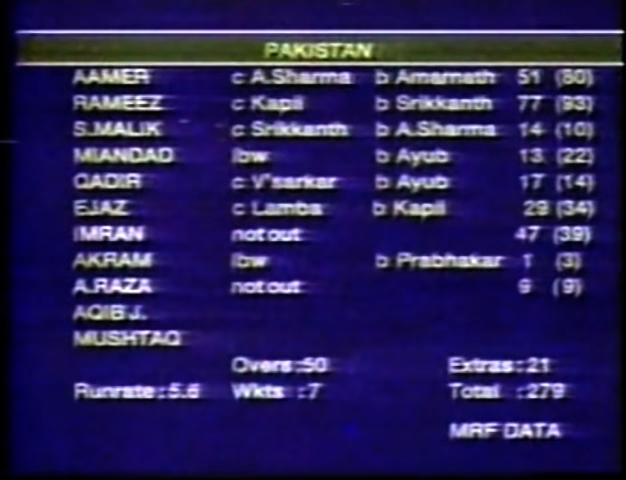 PAKISTAN
AAMER c A.Sharma b Amarnath 51 (80)
RAMEEZ c Kapil b Srikkanth 77 (93)
S.MALIK c Srikkanth b A.Sharma 14 (10)
MIANDAD lbw b Ayub 13 (22)
QADIR c V'sarkar b Ayub 17 (14)
EJAZ c Lamba b Kapil 29 (34)
IMRAN not out 47 (39)
AKRAM lbw b Prabhakar 1 (3)
A.RAZA not out 9 (9)
AQIB J.
MUSHTAQ
Overs:50 Extras:21
Runrate:5.6 Wkts :7 Total :279
MRF DATA